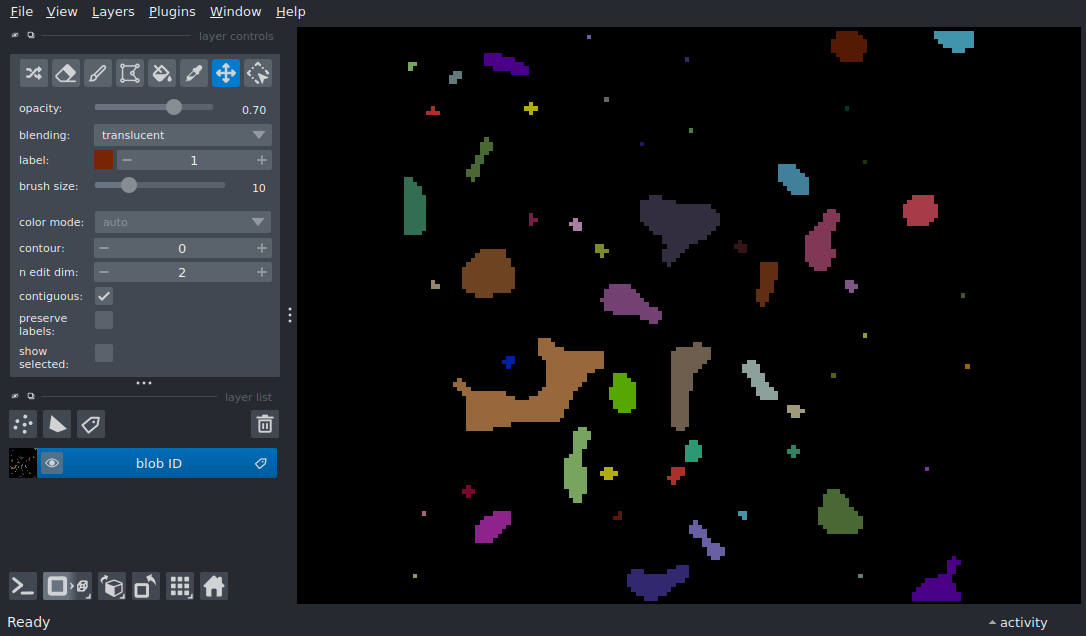 File View Layers Plugins Window Help
layer controls
opacity: 0.70
blending: translucent
label: 1
brush size: 10
color mode: auto
contour: 0
n edit dim: 2
contiguous:
preserve
labels:
show
selected:
layer list
blob ID
Ready
activity